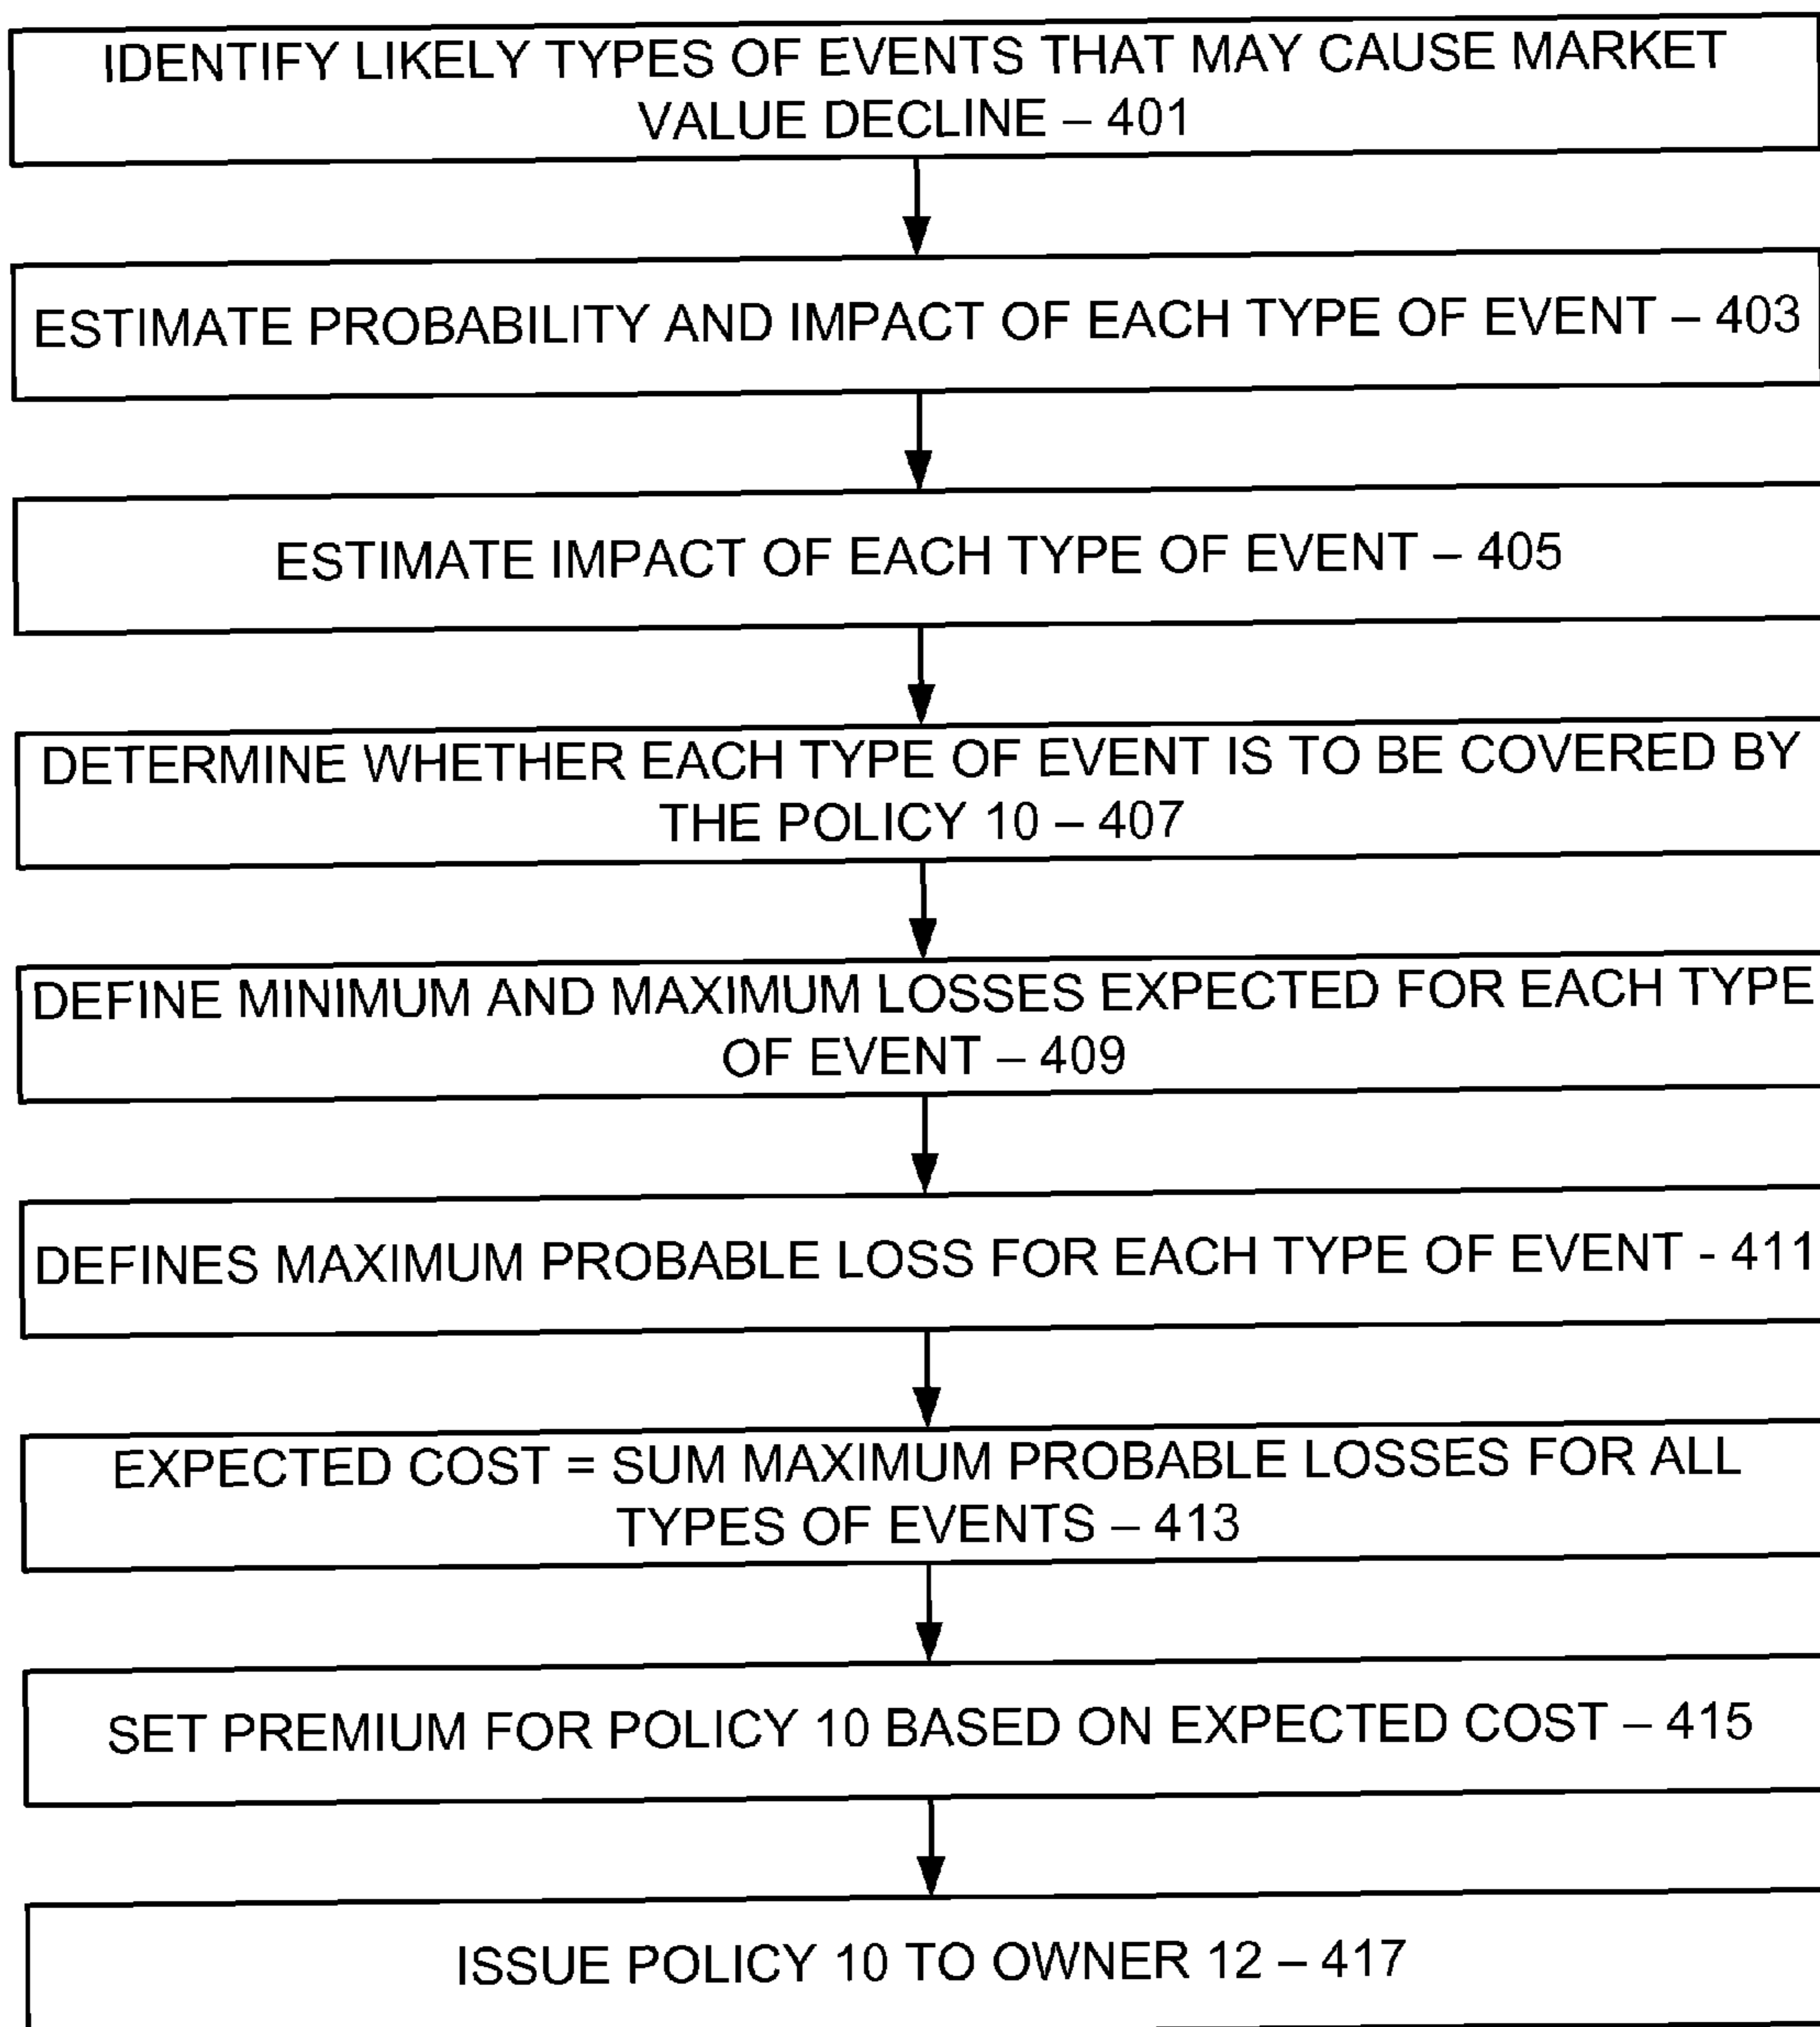 IDENTIFY LIKELY TYPES OF EVENTS THAT MAY CAUSE MARKET
VALUE DECLINE – 401
ESTIMATE PROBABILITY AND IMPACT OF EACH TYPE OF EVENT – 403
ESTIMATE IMPACT OF EACH TYPE OF EVENT – 405
DETERMINE WHETHER EACH TYPE OF EVENT IS TO BE COVERED BY
THE POLICY 10 – 407
DEFINE MINIMUM AND MAXIMUM LOSSES EXPECTED FOR EACH TYPE
OF EVENT – 409
DEFINES MAXIMUM PROBABLE LOSS FOR EACH TYPE OF EVENT - 411
EXPECTED COST = SUM MAXIMUM PROBABLE LOSSES FOR ALL
TYPES OF EVENTS – 413
SET PREMIUM FOR POLICY 10 BASED ON EXPECTED COST – 415
ISSUE POLICY 10 TO OWNER 12 – 417